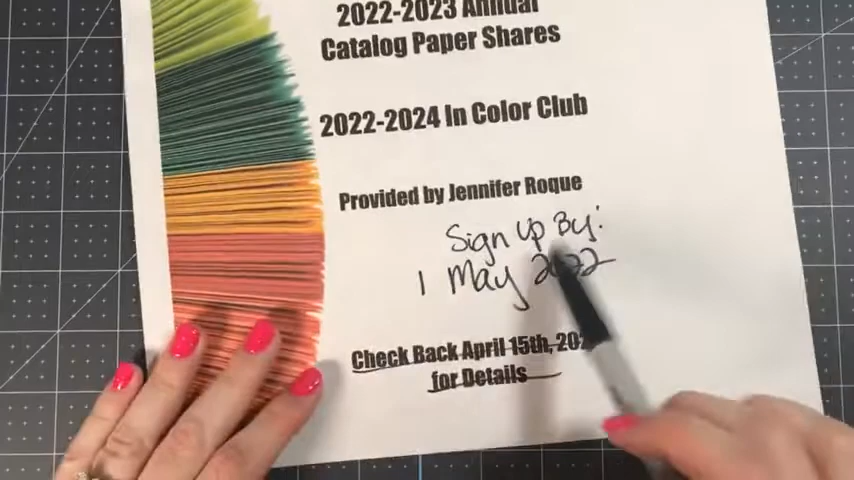 2022-2023 Annual
Catalog Paper Shares
2022-2024 In Color Club
Provided by Jennifer Roque
Sign up By:
1 May 2022
Check Back April 15th,
for Details